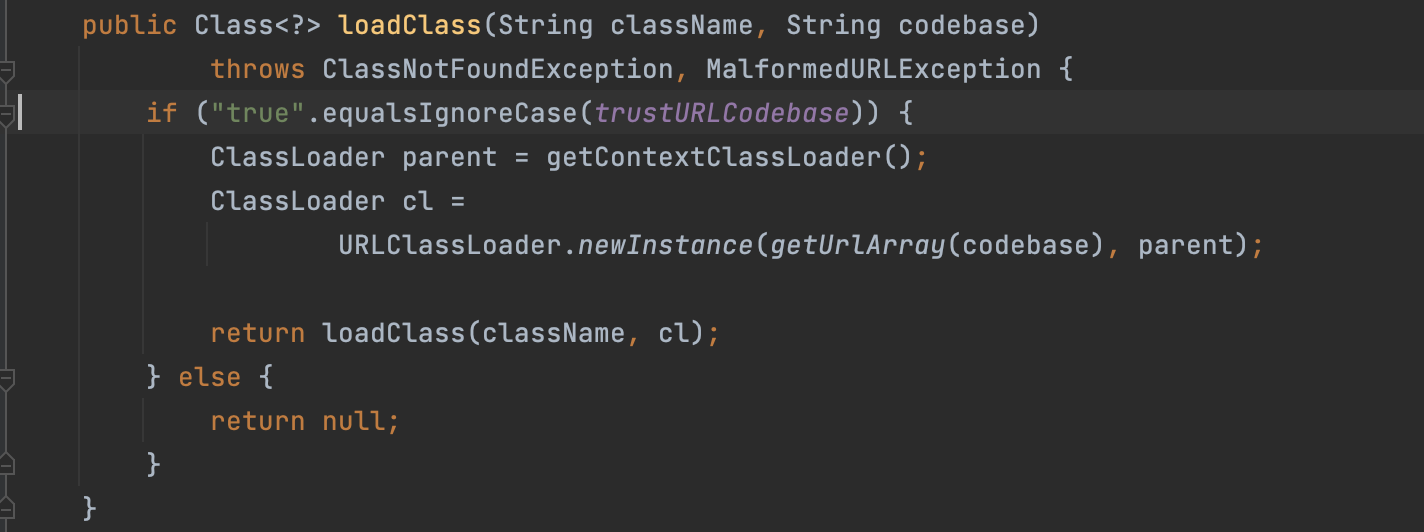 public Class<?> loadClass(String className, String codebase)
throws ClassNotFoundException, MalformedURLException {
if ("true".equalsIgnoreCase(trustURLCodebase)) {
ClassLoader parent = getContextClassLoader();
ClassLoader cl =
URLClassLoader.newInstance(getUrlArray(codebase), parent);
return loadClass(className, cl);
} else {
return null;
}
}